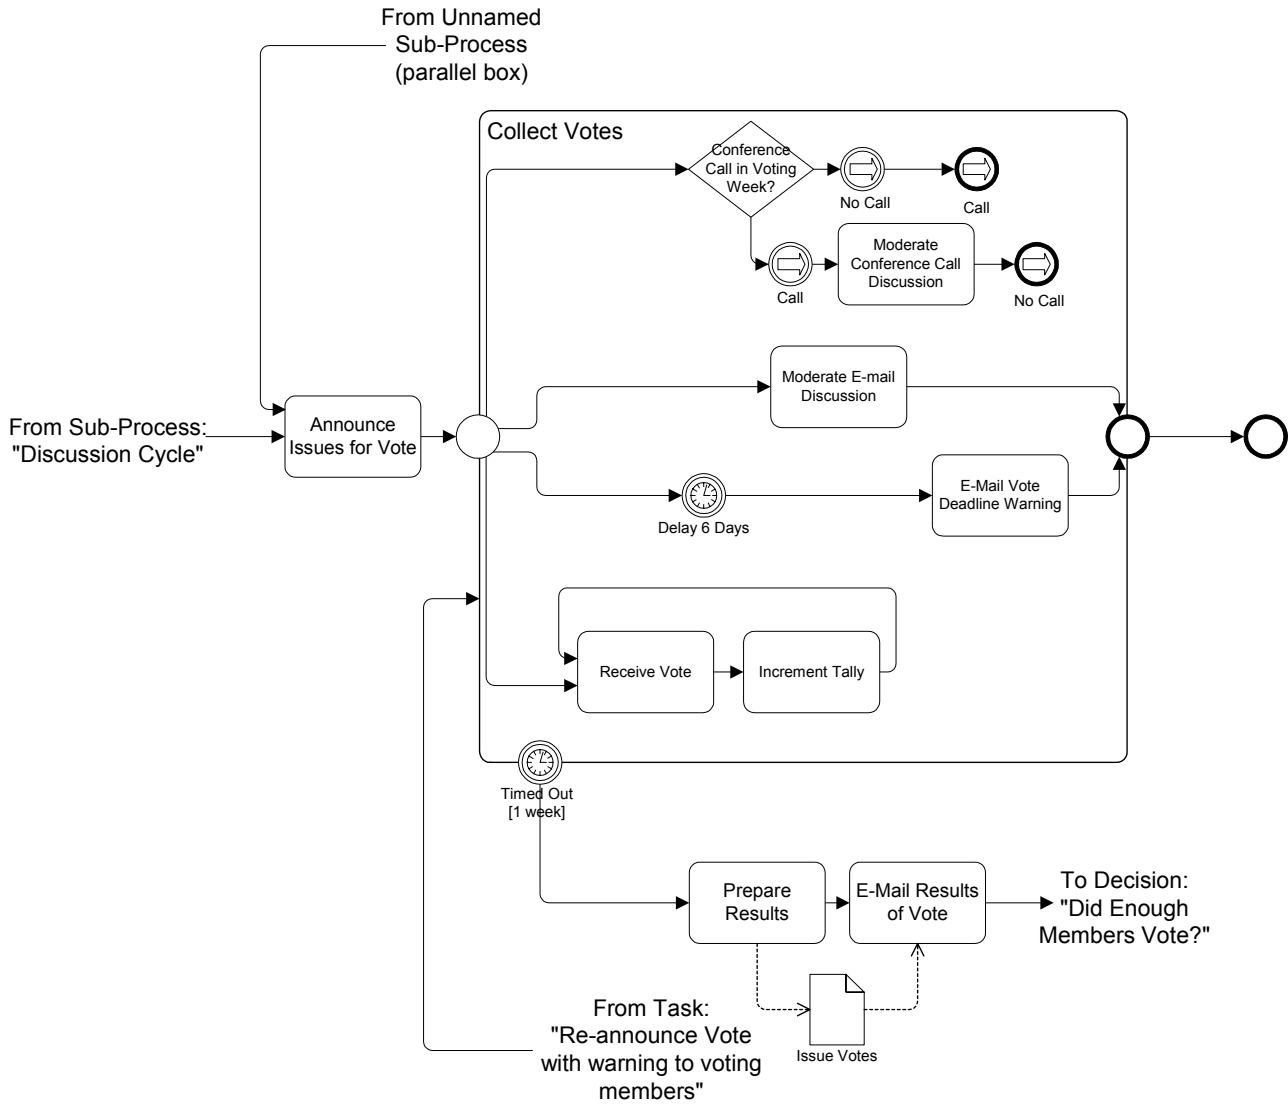 From Unnamed
Sub-Process
(parallel box)
Collect Votes
Conference
Call in Voting
Week?
No Call
Call
Call
Moderate
Conference Call
Discussion
No Call
Moderate E-mail
Discussion
From Sub-Process:
"Discussion Cycle"
Announce
Issues for Vote
Delay 6 Days
E-Mail Vote
Deadline Warning
Receive Vote
Increment Tally
Timed Out
[1 week]
Prepare
Results
E-Mail Results
of Vote
To Decision:
"Did Enough
Members Vote?"
Issue Votes
From Task:
"Re-announce Vote
with warning to voting
members"